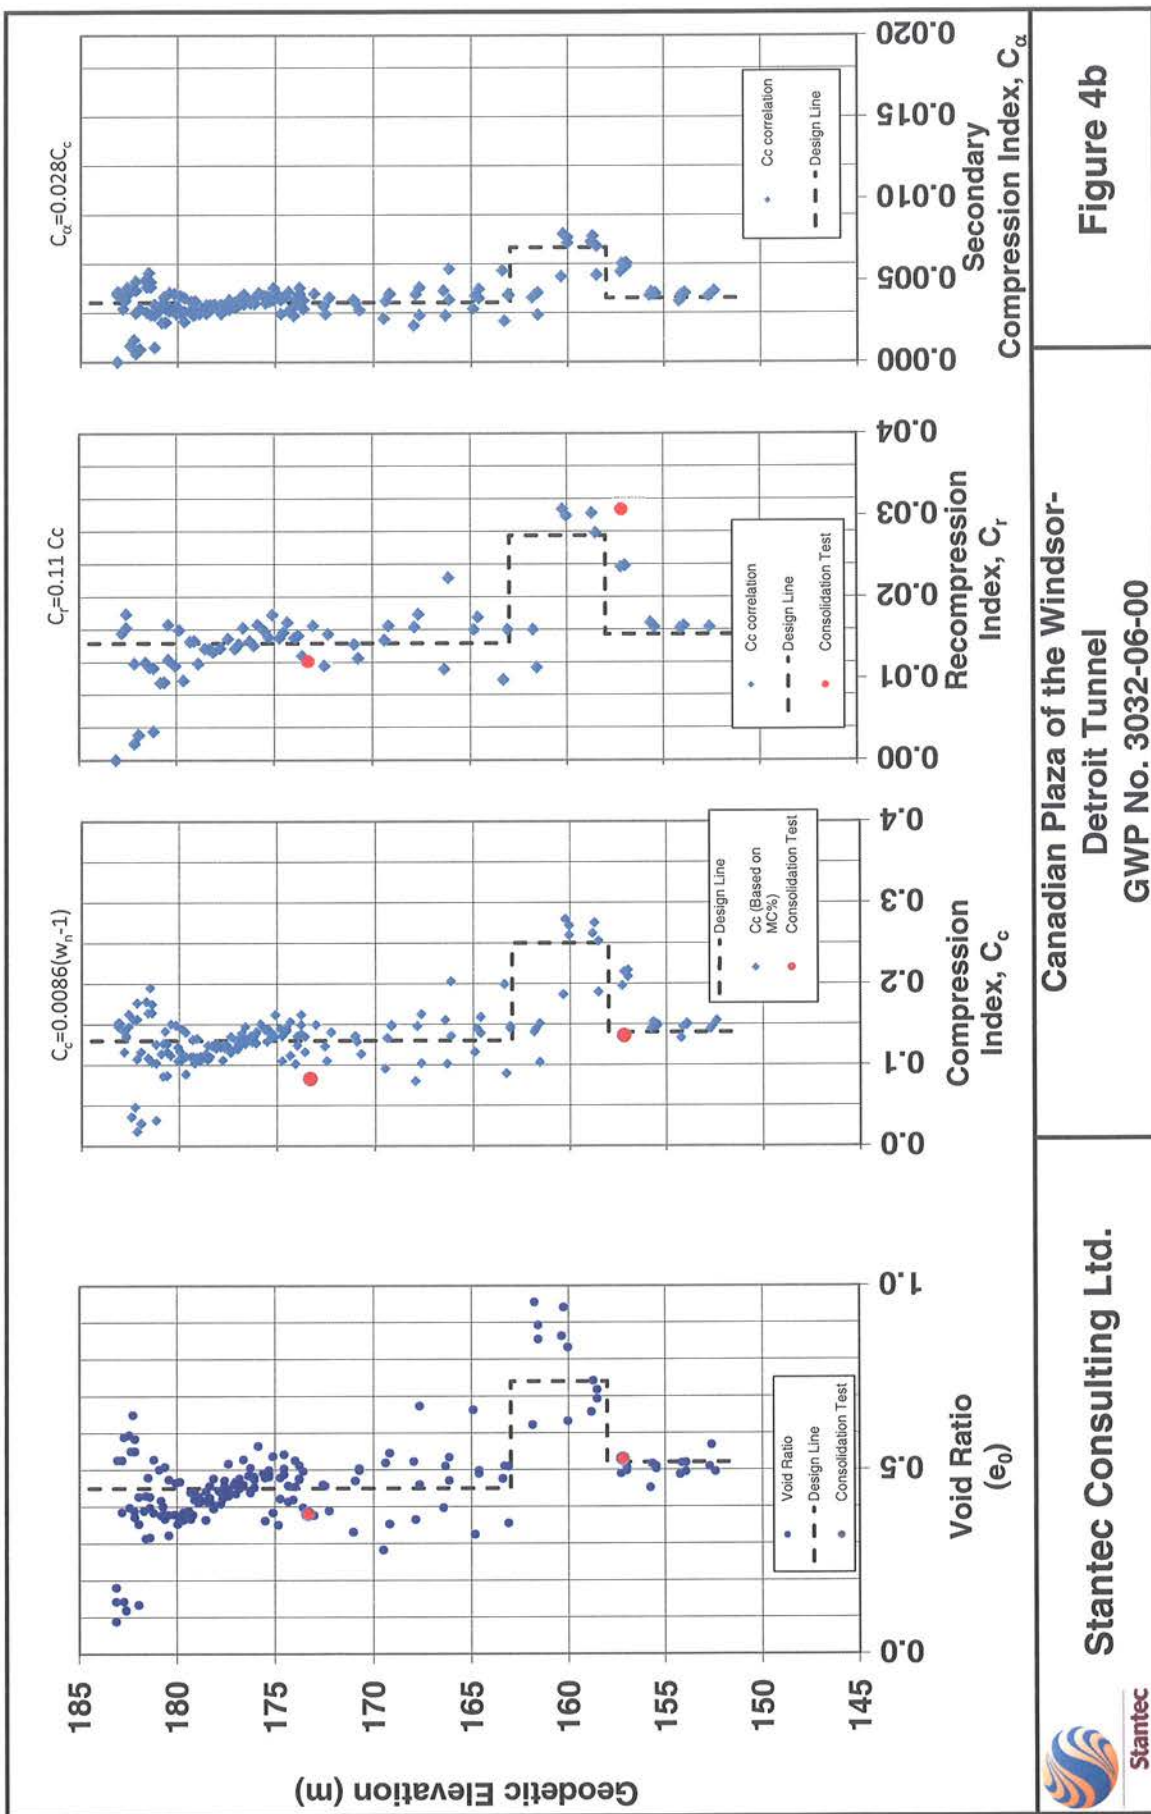 Geodetic Elevation (m)
185
180
175
170
165
160
155
150
145
0.0
0.5
1.0
Void Ratio
(e0)
Void Ratio
Design Line
Consolidation Test
Cc=0.0086(wn-1)
0.0
0.1
0.2
0.3
0.4
Compression
Index, Cc
Design Line
Cc (Based on
MC%)
Consolidation Test
Cr=0.11 Cc
0.00
0.01
0.02
0.03
0.04
Recompression
Index, Cr
Cc correlation
Design Line
Consolidation Test
Cα=0.028Cc
0.000
0.005
0.010
0.015
0.020
Secondary
Compression Index, Cα
Cc correlation
Design Line
Stantec
Stantec Consulting Ltd.
Canadian Plaza of the Windsor-
Detroit Tunnel
GWP No. 3032-06-00
Figure 4b